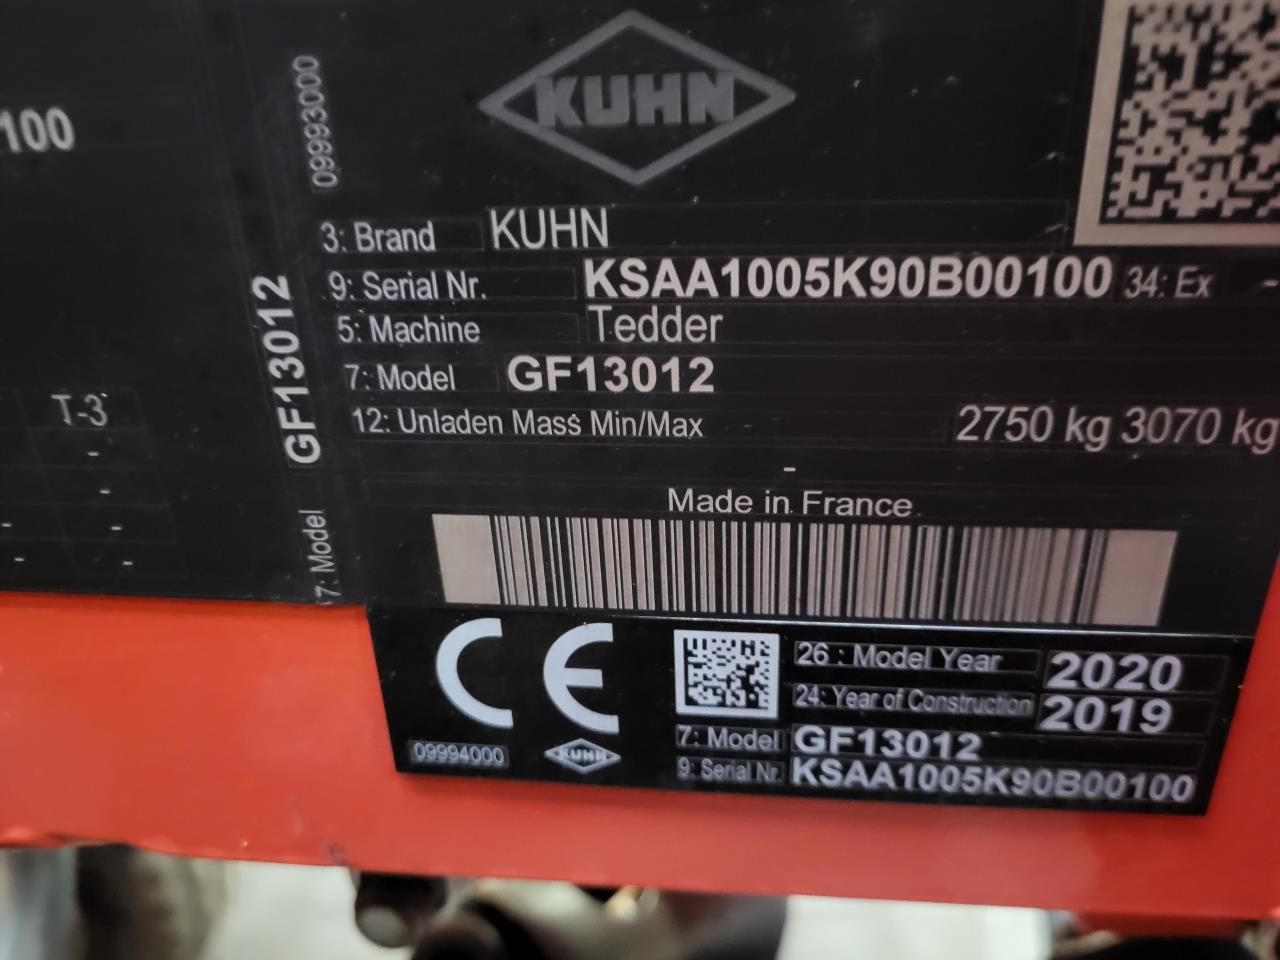 100
T-3
-
-
- -
- -
09993000
7: Model GF13012
KUHN
3: Brand KUHN
9: Serial Nr. KSAA1005K90B00100 34: Ex -
5: Machine Tedder
7: Model GF13012
12: Unladen Mass Min/Max 2750 kg 3070 kg
-
Made in France
CE
09994000
KUHN
26 : Model Year 2020
24: Year of Construction 2019
7: Model GF13012
9: Serial Nr. KSAA1005K90B00100